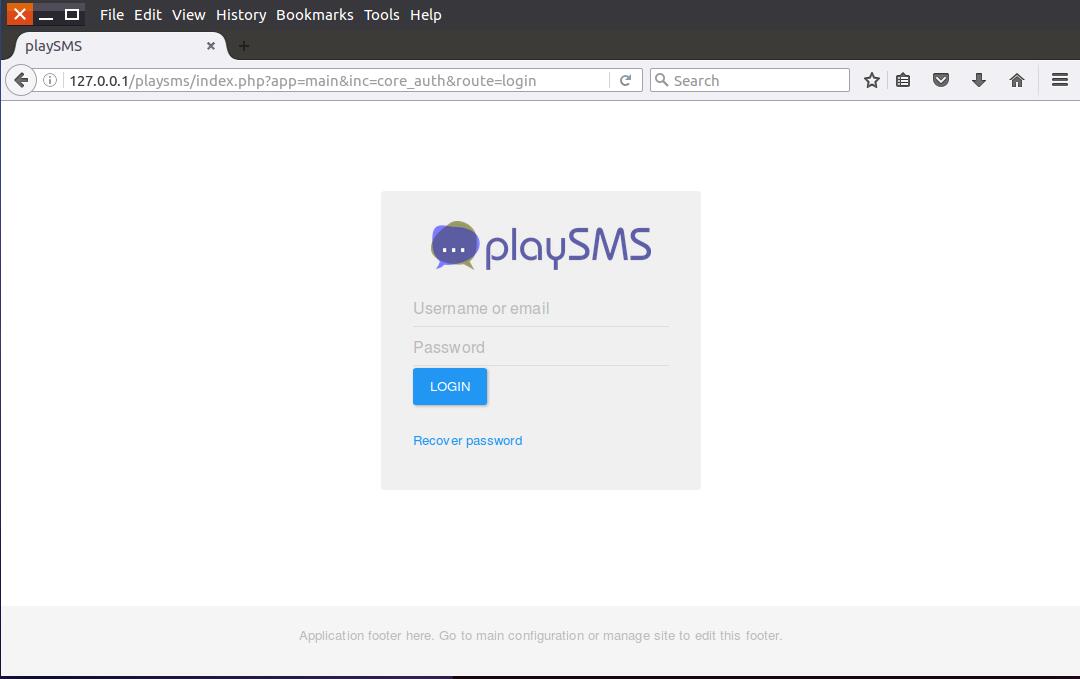 File Edit View History Bookmarks Tools Help
playSMS
127.0.0.1/playsms/index.php?app=main&inc=core_auth&route=login
Search
playSMS
Username or email
Password
LOGIN
Recover password
Application footer here. Go to main configuration or manage site to edit this footer.